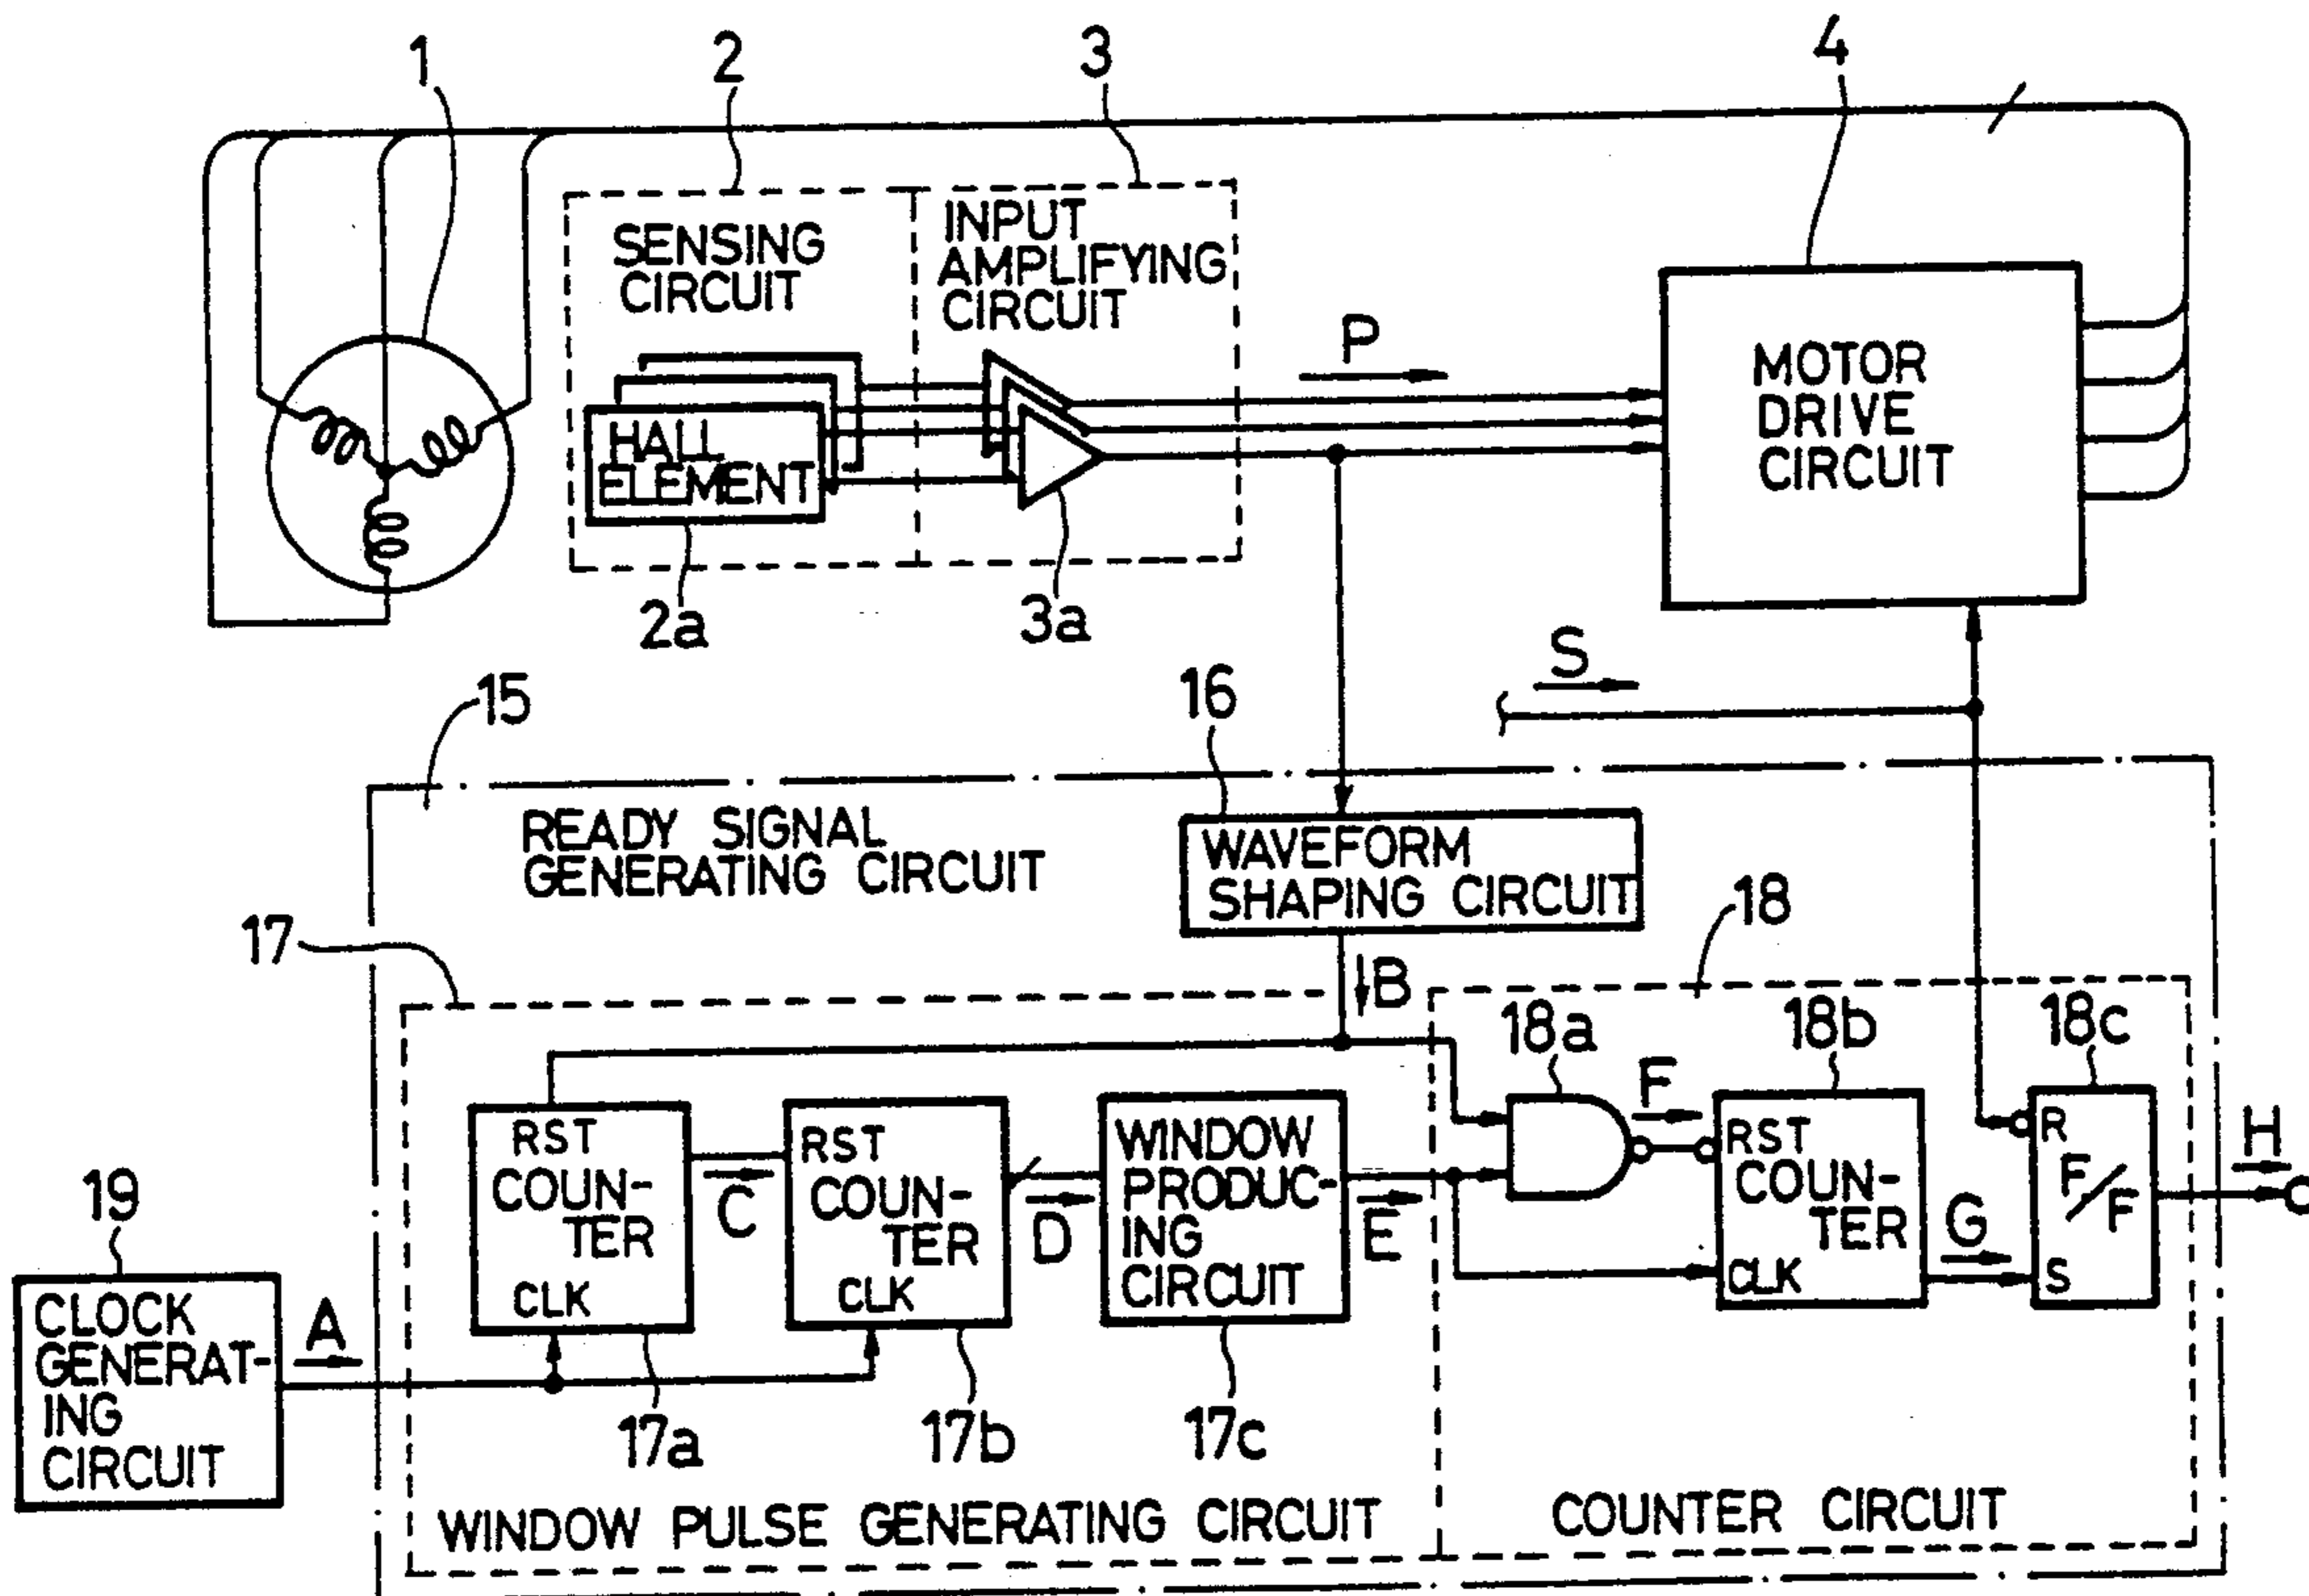 1
2
3
4
SENSING
CIRCUIT
INPUT
AMPLIFYING
CIRCUIT
P
HALL
ELEMENT
MOTOR
DRIVE
CIRCUIT
2a
3a
S
15
16
READY SIGNAL
GENERATING CIRCUIT
WAVEFORM
SHAPING CIRCUIT
17
18
B
18a
18b
18c
F
RST
COUN-
TER
CLK
C
RST
COUN-
TER
CLK
D
WINDOW
PRODUC-
ING
CIRCUIT
E
RST
COUN-
TER
CLK
G
R
F/F
S
H
19
CLOCK
GENERAT-
ING
CIRCUIT
A
17a
17b
17c
WINDOW PULSE GENERATING CIRCUIT
COUNTER CIRCUIT